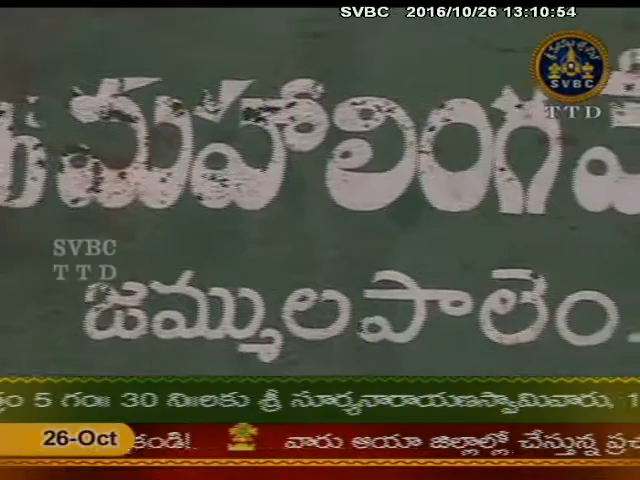 SVBC 2016/10/26 13:10:54
SVBC
TTD
మహాలింగ
SVBC
TTD
జమ్ములపాలెం.
5 గం॥ 30 ని॥లకు శ్రీ సూర్యనారాయణస్వామివారు, 1
26-Oct
వారు ఆయా జిల్లాల్లో చేస్తున్న